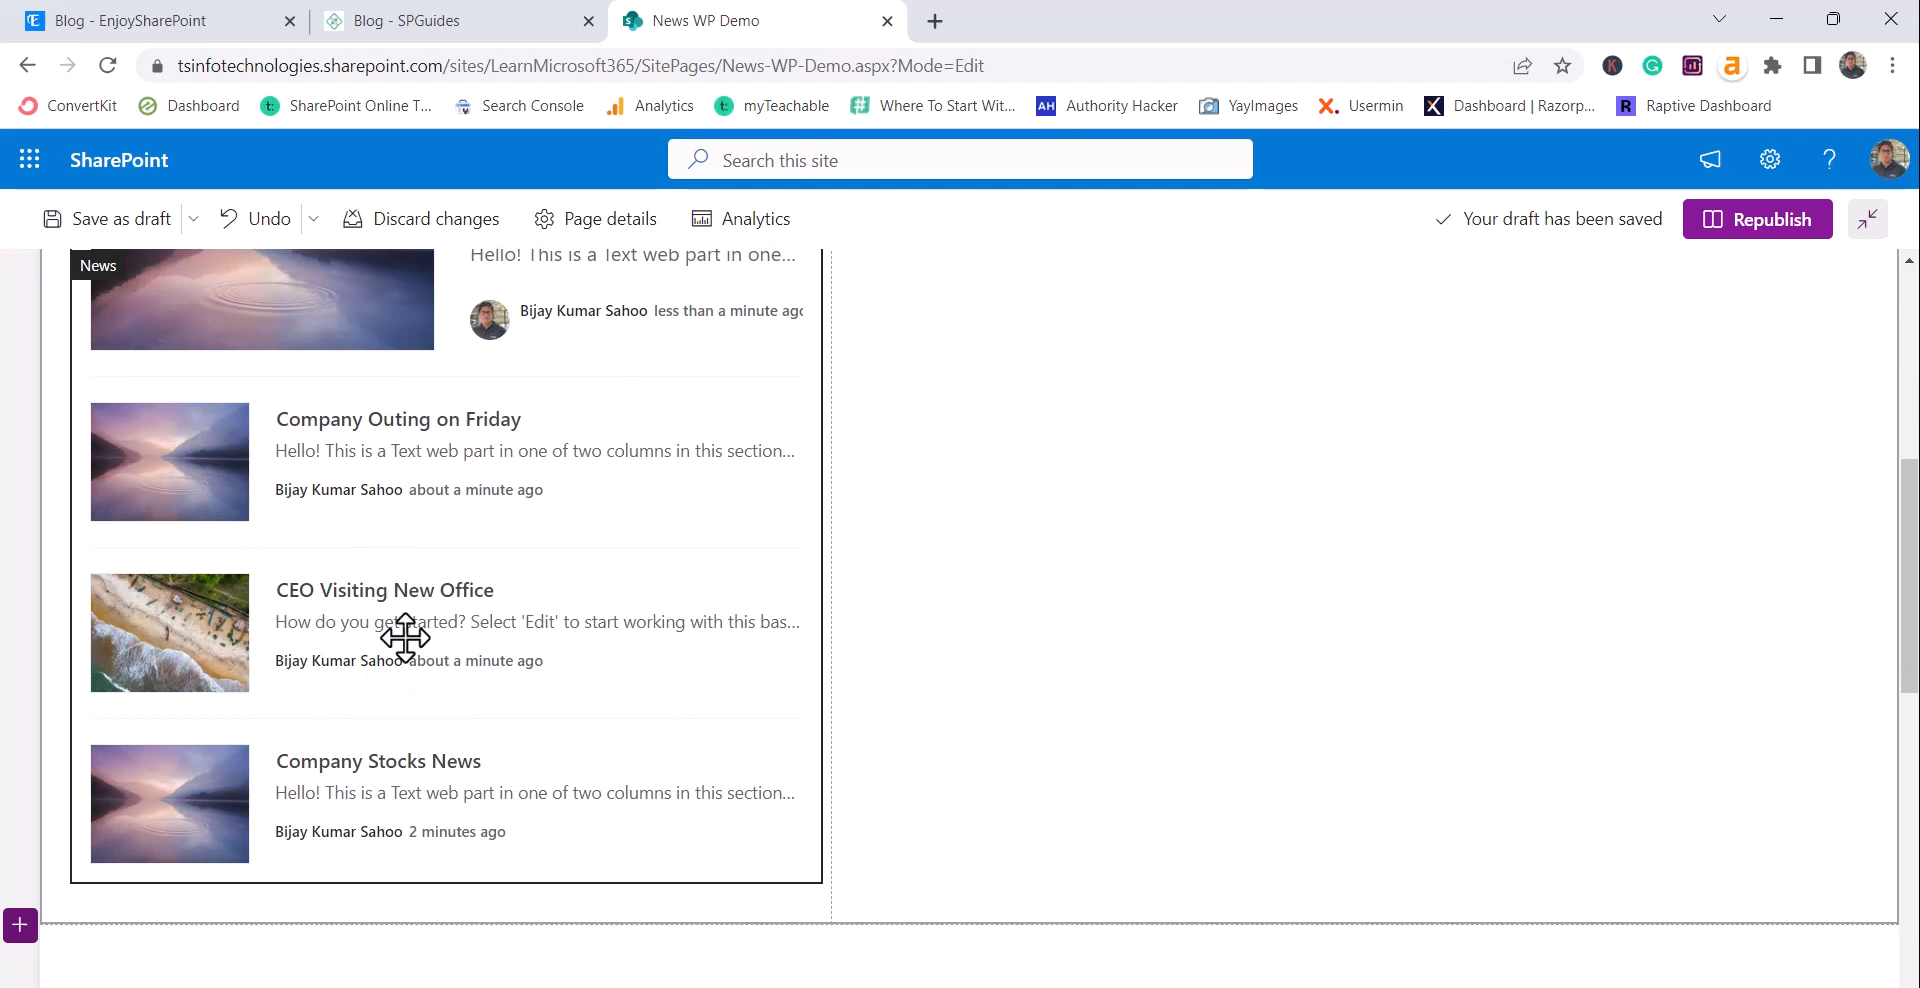 Blog - EnjoySharePoint
Blog - SPGuides
News WP Demo
tsinfotechnologies.sharepoint.com/sites/LearnMicrosoft365/SitePages/News-WP-Demo.aspx?Mode=Edit
ConvertKit
Dashboard
SharePoint Online T...
Search Console
Analytics
myTeachable
Where To Start Wit...
Authority Hacker
YayImages
Usermin
Dashboard | Razorp...
Raptive Dashboard
SharePoint
Search this site
Save as draft
Undo
Discard changes
Page details
Analytics
Your draft has been saved
Republish
News
Hello! This is a Text web part in one...
Bijay Kumar Sahoo less than a minute ago
Company Outing on Friday
Hello! This is a Text web part in one of two columns in this section...
Bijay Kumar Sahoo about a minute ago
CEO Visiting New Office
How do you get started? Select 'Edit' to start working with this bas...
Bijay Kumar Sahoo about a minute ago
Company Stocks News
Hello! This is a Text web part in one of two columns in this section...
Bijay Kumar Sahoo 2 minutes ago